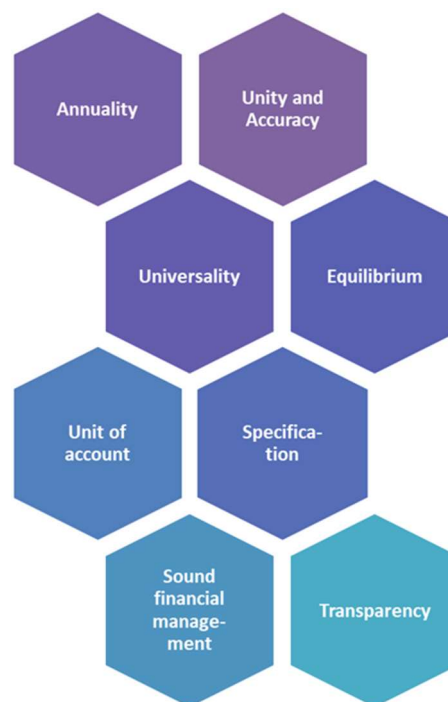 Annuality
Unity and
Accuracy
Universality
Equilibrium
Unit of
account
Specifica-
tion
Sound
financial
manage-
ment
Transparency